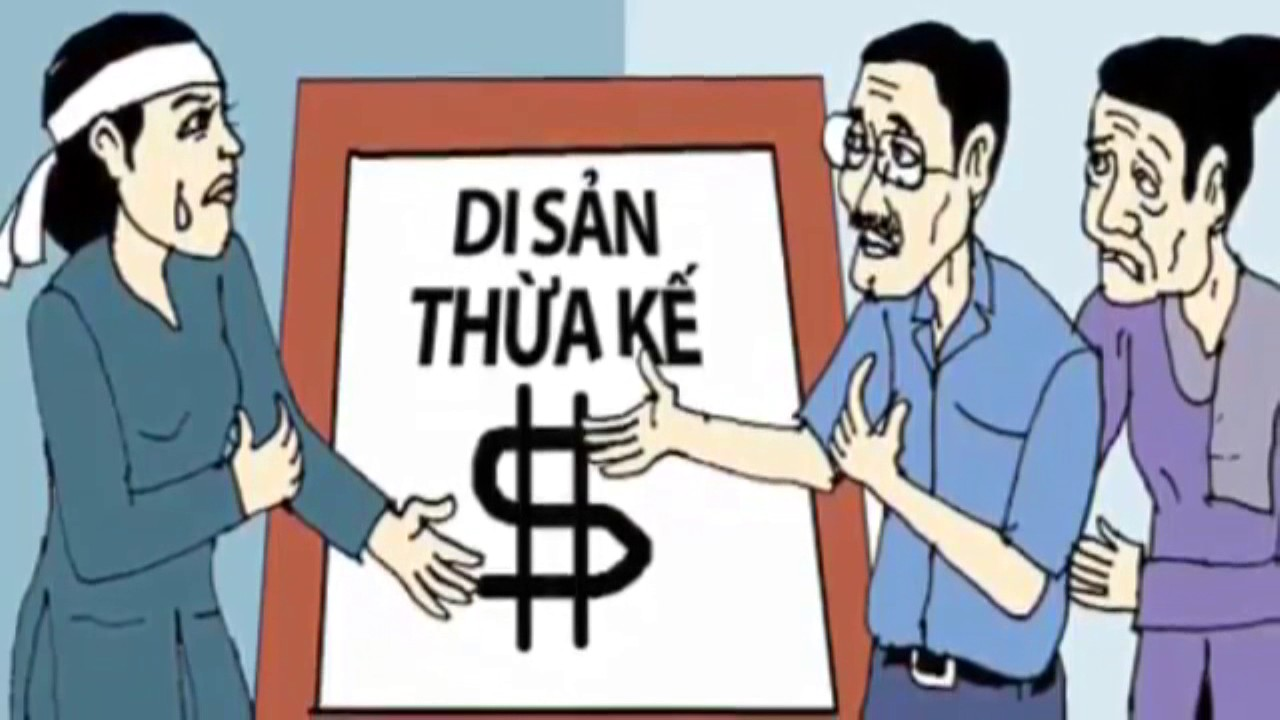 DI SẢN
THỪA KẾ
$